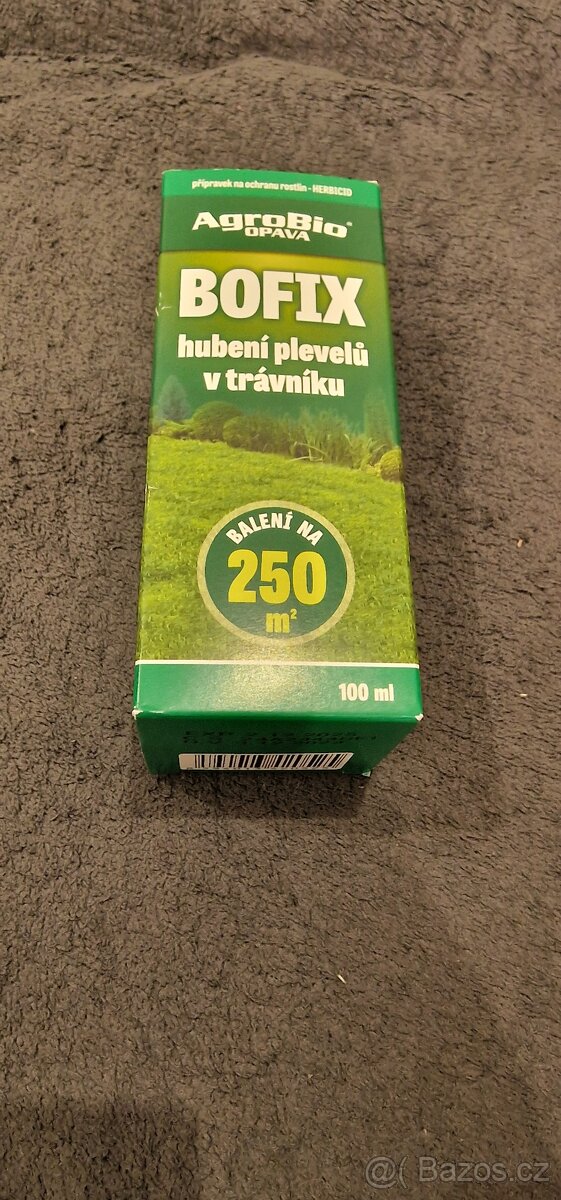 přípravek na ochranu rostlin - HERBICID
AgroBio®
OPAVA
BOFIX
hubení plevelů
v trávníku
BALENÍ NA
250
m²
100 ml
EXP
@( Bazos.cz